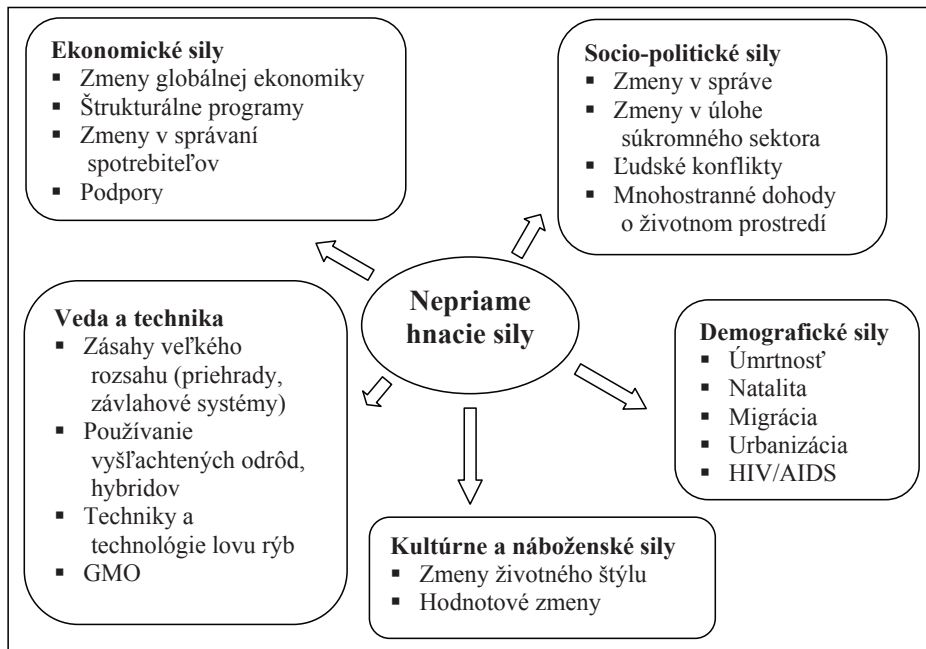 Ekonomické sily
▪ Zmeny globálnej ekonomiky
▪ Štrukturálne programy
▪ Zmeny v správaní
spotrebiteľov
▪ Podpory
Socio-politické sily
▪ Zmeny v správe
▪ Zmeny v úlohe
súkromného sektora
▪ Ľudské konflikty
▪ Mnohostranné dohody
o životnom prostredí
Nepriame
hnacie sily
Veda a technika
▪ Zásahy veľkého
rozsahu (priehrady,
závlahové systémy)
▪ Používanie
vyšľachtených odrôd,
hybridov
▪ Techniky a
technológie lovu rýb
▪ GMO
Demografické sily
▪ Úmrtnosť
▪ Natalita
▪ Migrácia
▪ Urbanizácia
▪ HIV/AIDS
Kultúrne a náboženské sily
▪ Zmeny životného štýlu
▪ Hodnotové zmeny